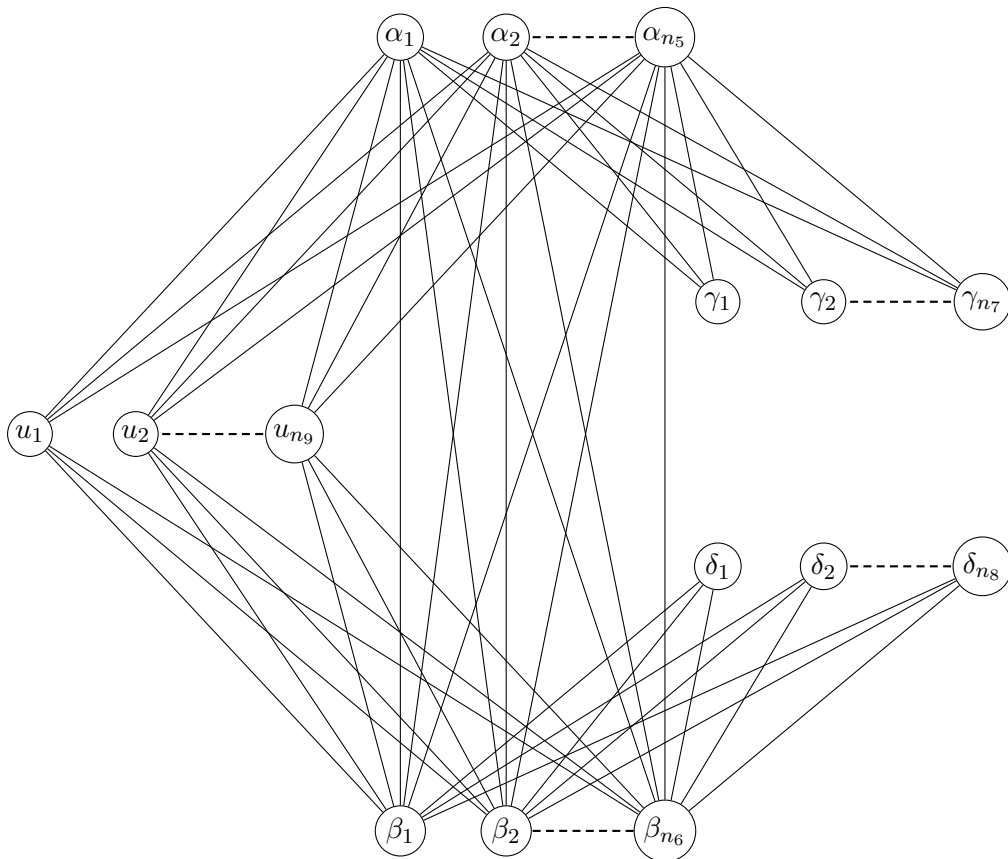 α₁ α₂ αₙ₅
γ₁ γ₂ γₙ₇
u₁ u₂ uₙ₉
δ₁ δ₂ δₙ₈
β₁ β₂ βₙ₆